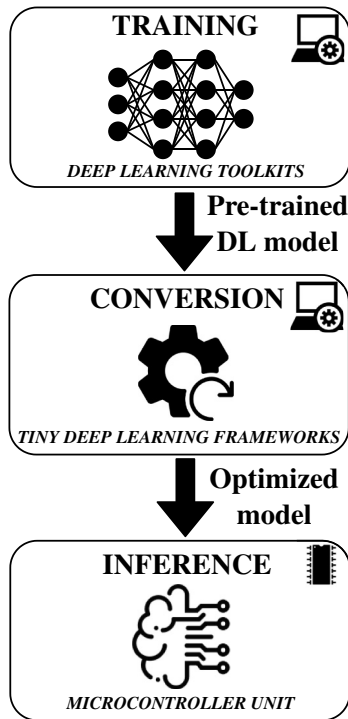 TRAINING
DEEP LEARNING TOOLKITS
Pre-trained
DL model
CONVERSION
TINY DEEP LEARNING FRAMEWORKS
Optimized
model
INFERENCE
MICROCONTROLLER UNIT